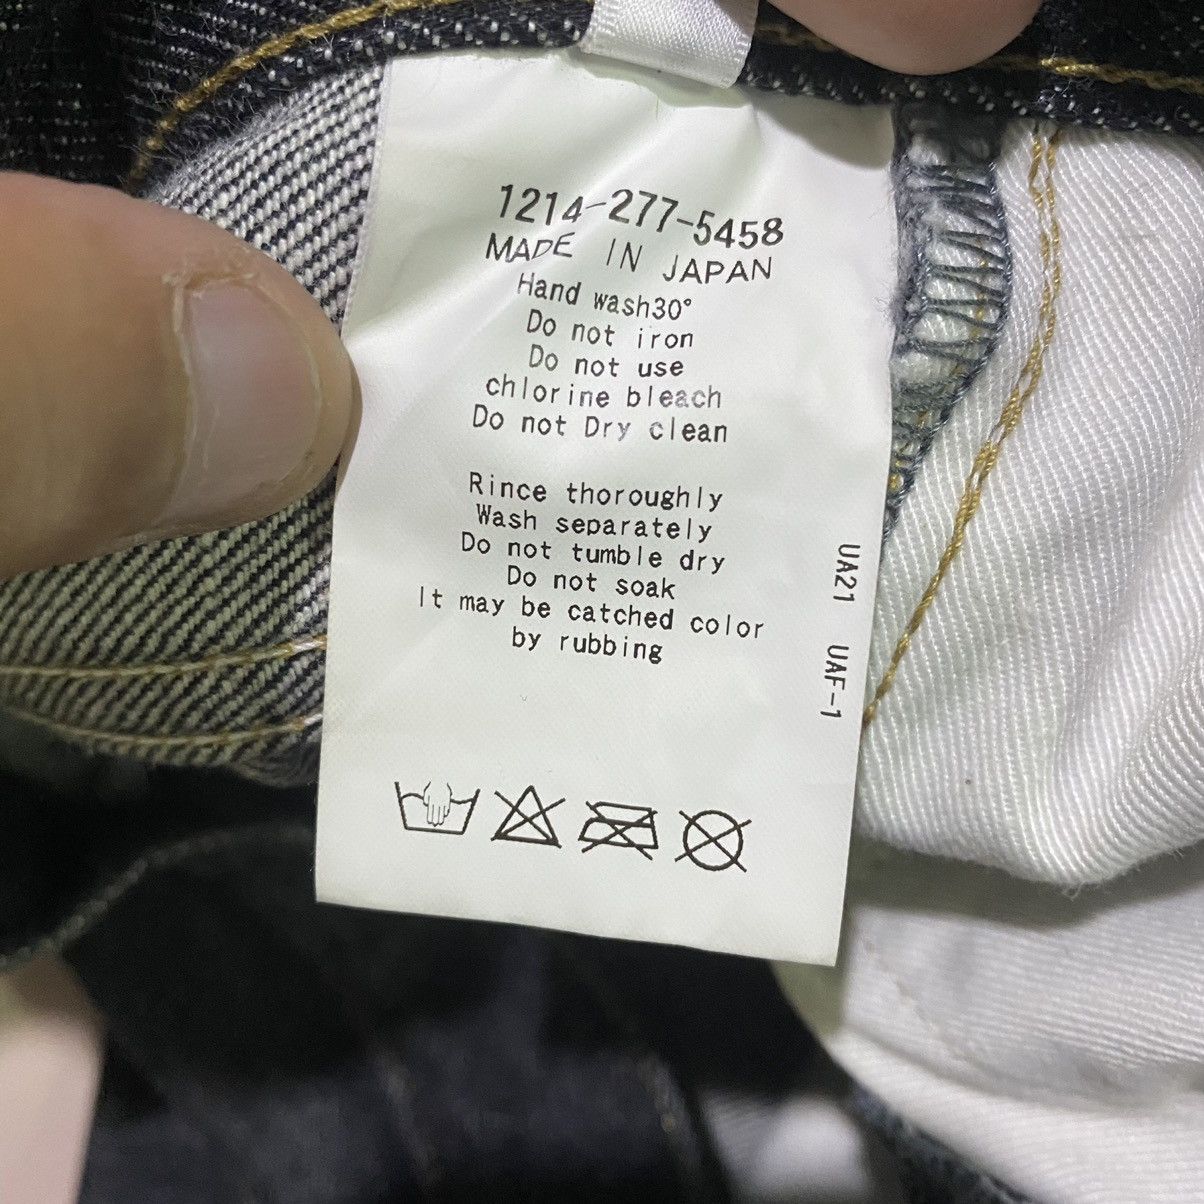 1214-277-5458
MADE IN JAPAN
Hand wash30°
Do not iron
Do not use
chlorine bleach
Do not Dry clean
Rince thoroughly
Wash separately
Do not tumble dry
Do not soak
It may be catched color
by rubbing
UA21 UAF-1